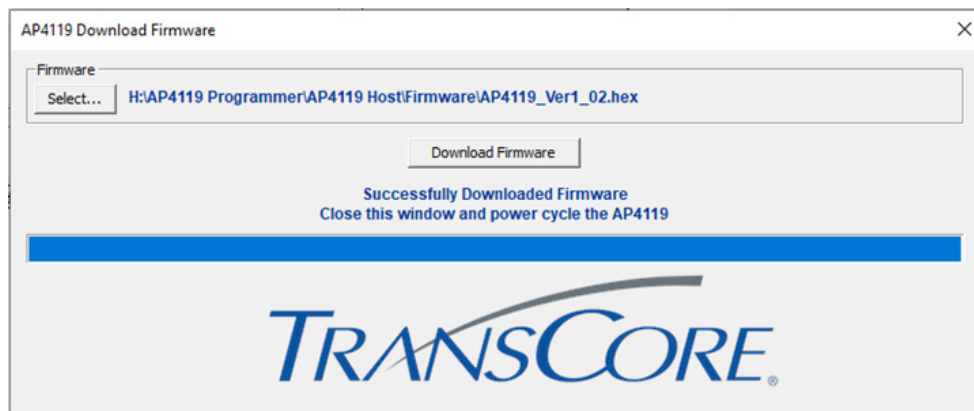 AP4119 Download Firmware
Firmware
Select... H:\AP4119 Programmer\AP4119 Host\Firmware\AP4119_Ver1_02.hex
Download Firmware
Successfully Downloaded Firmware
Close this window and power cycle the AP4119
TRANSCORE®